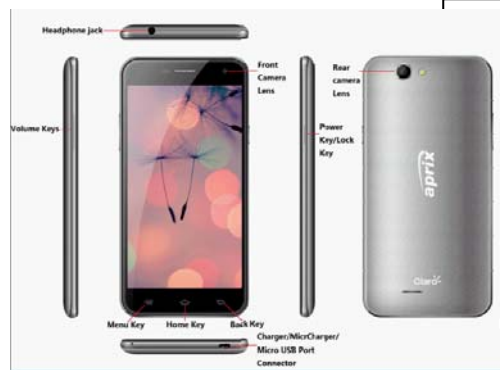 Headphone jack
Front
Camera
Lens
Rear
camera
Lens
Volume Keys
Power
Key/Lock
Key
aprix
Claro
Menu Key
Home Key
Back Key
Charger/MicrCharger/
Micro USB Port
Connector